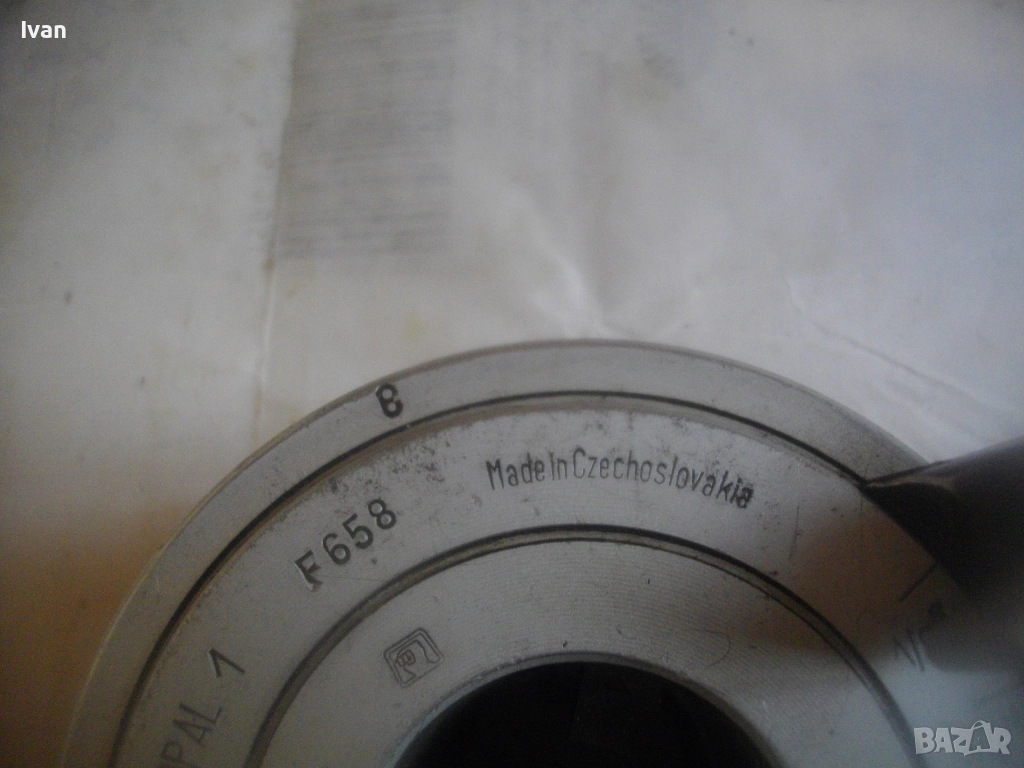 Ivan
8
Made in Czechoslovakia
F658
PAL 1
BAZAR